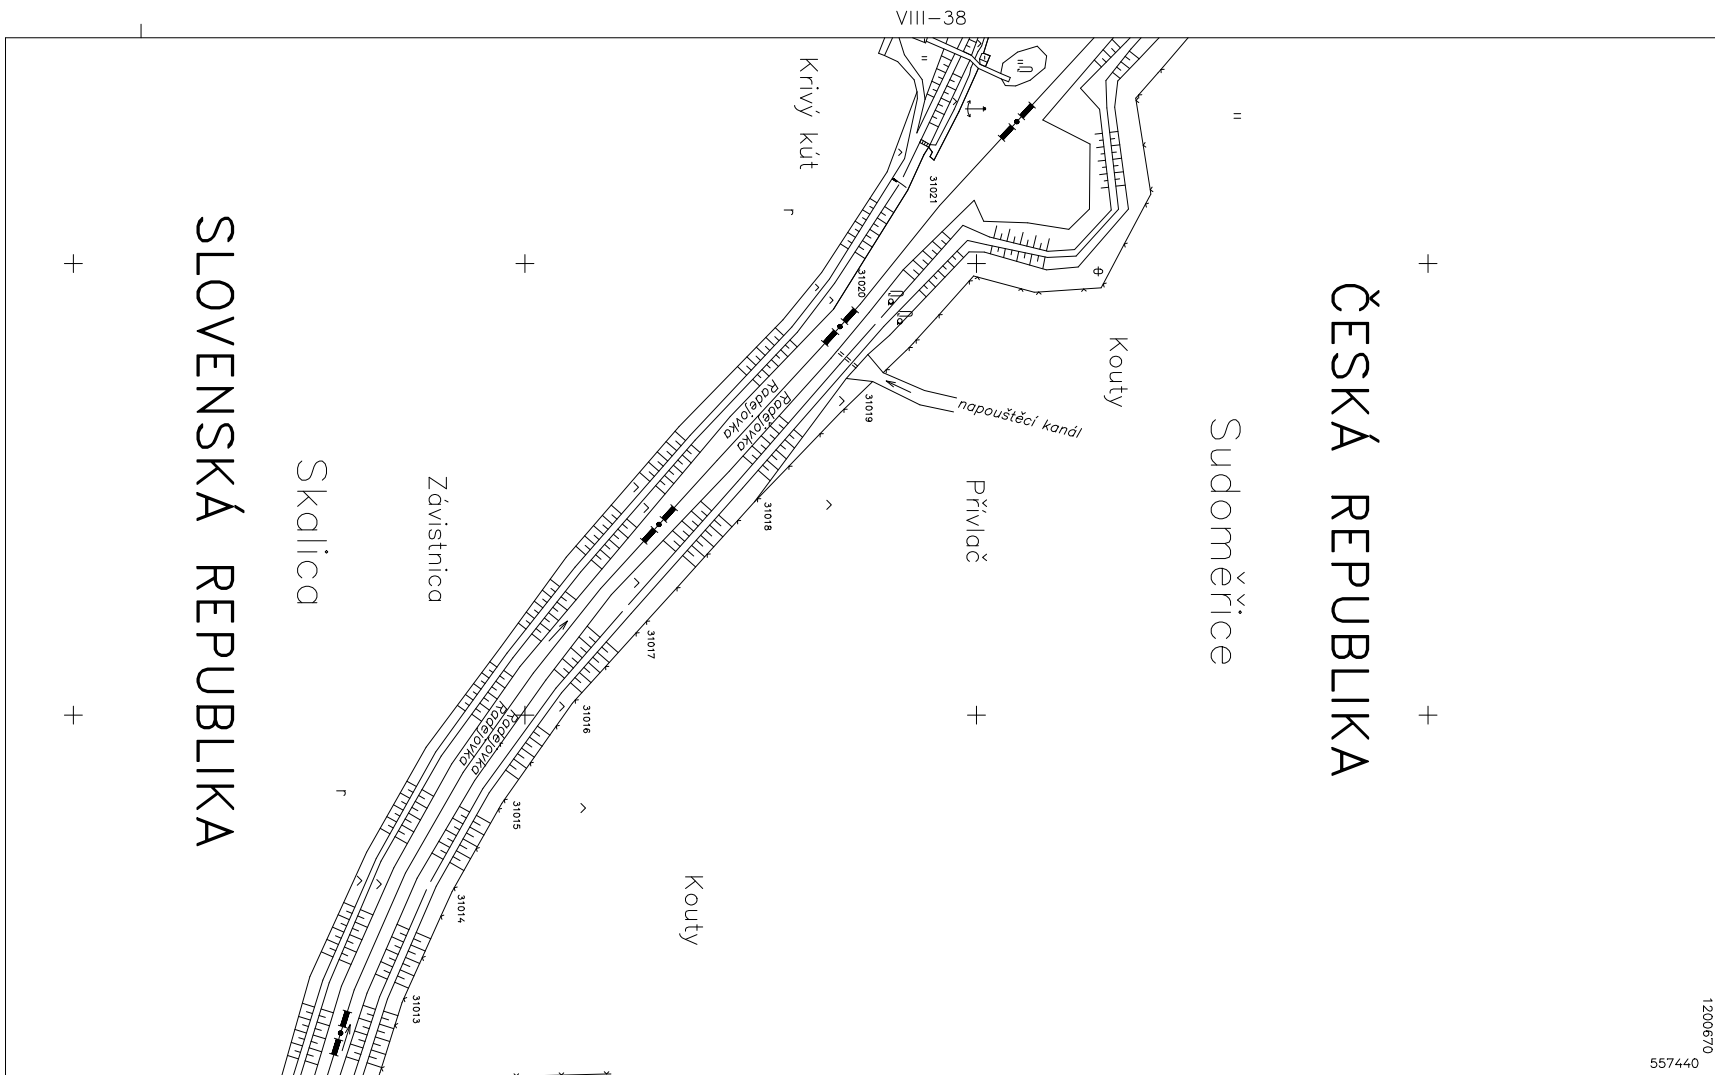 VIII-38
Krivý kút
31021
31020
Kouty
ČESKÁ REPUBLIKA
SLOVENSKÁ REPUBLIKA
Radějovka
Radějovka
31019
napouštěcí kanál
Sudoměřice
Skalica
Závistnica
Přívlač
31018
31017
31016
Radějovka
Radějovka
31015
31014
Kouty
31013
1200670
557440